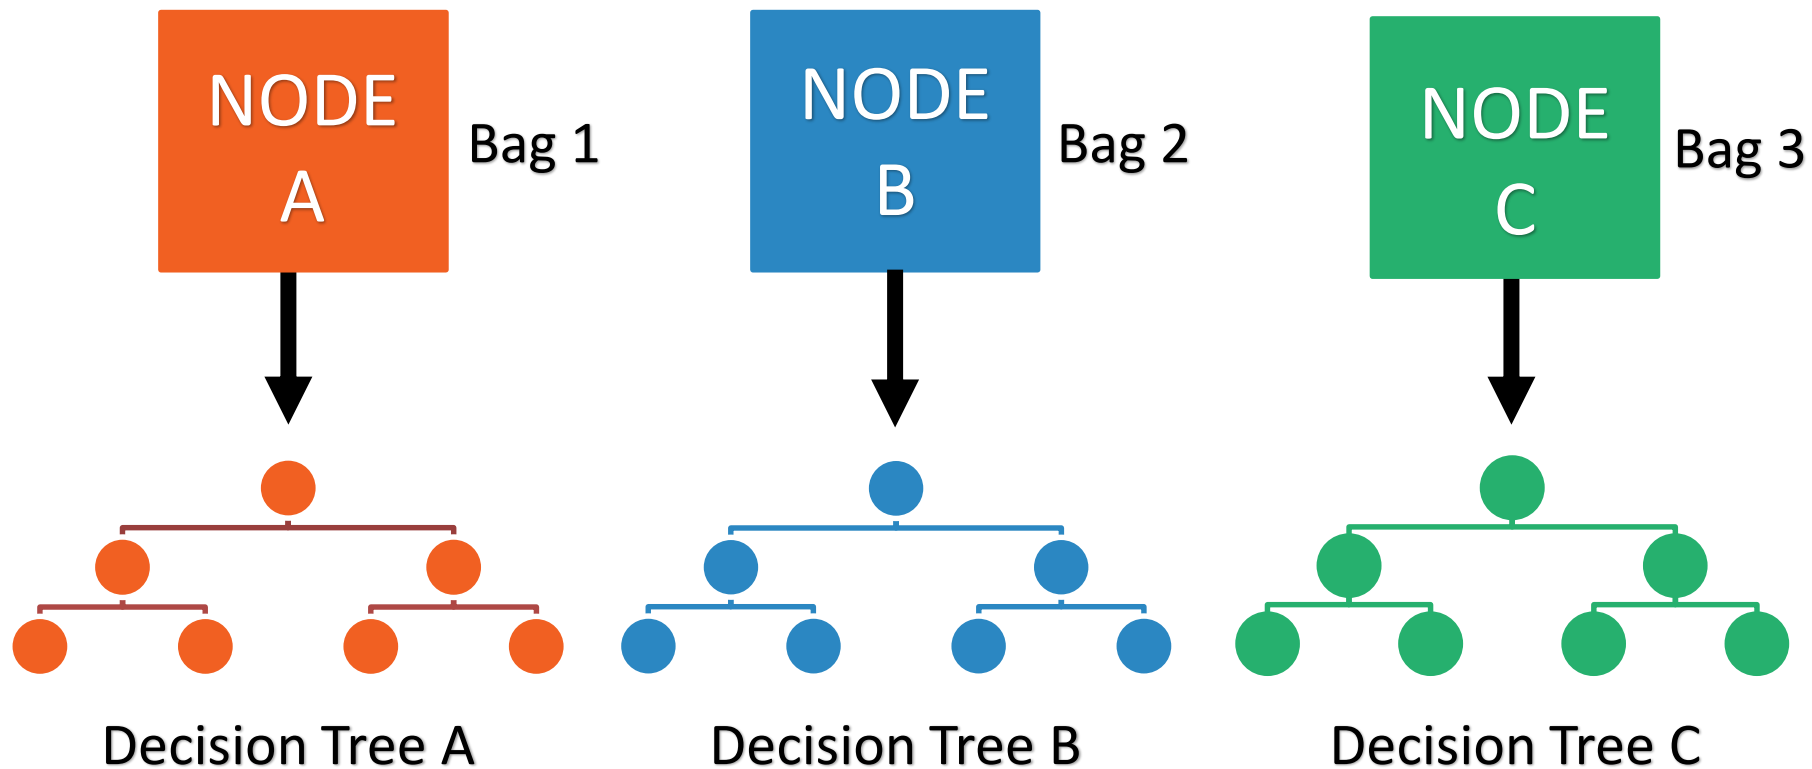 NODE
A
Bag 1
NODE
B
Bag 2
NODE
C
Bag 3
Decision Tree A
Decision Tree B
Decision Tree C